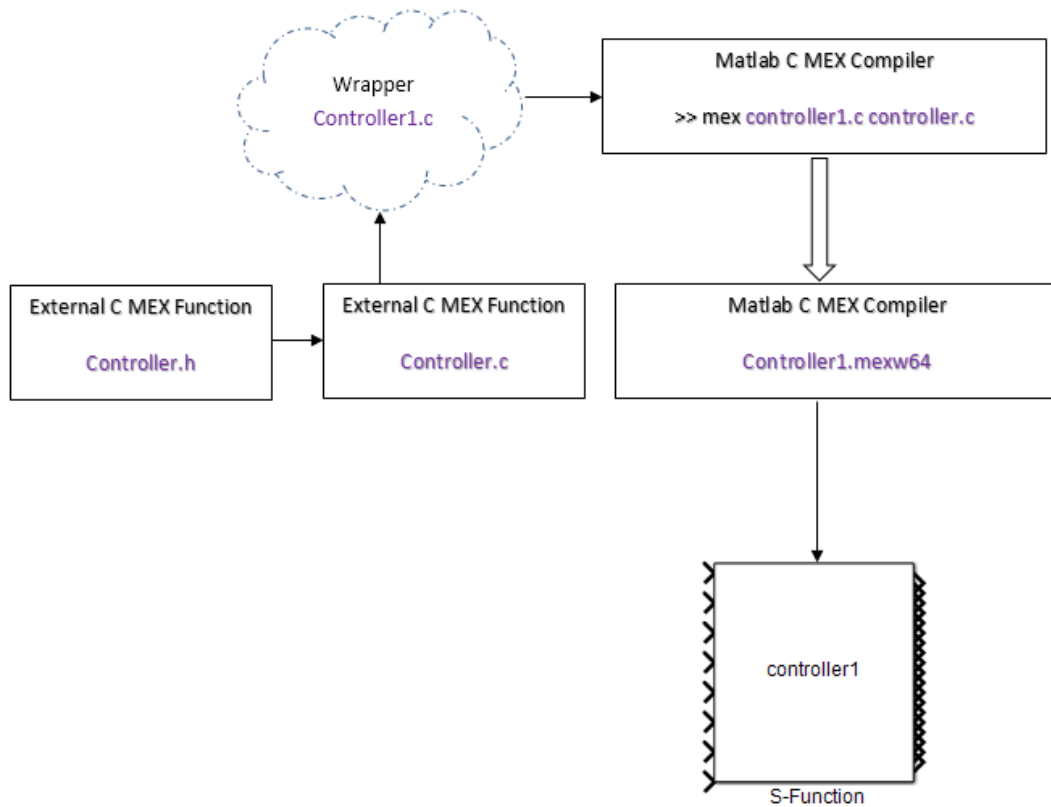 Wrapper
Controller1.c
Matlab C MEX Compiler
>> mex controller1.c controller.c
External C MEX Function
Controller.h
External C MEX Function
Controller.c
Matlab C MEX Compiler
Controller1.mexw64
controller1
S-Function